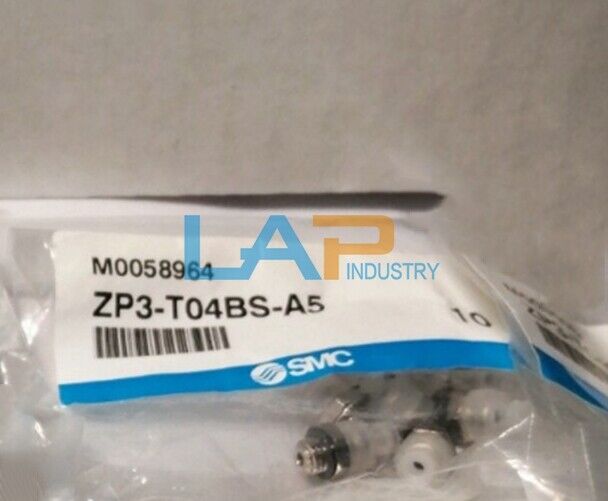 LAP
INDUSTRY
M0058964
ZP3-T04BS-A5
10
SMC